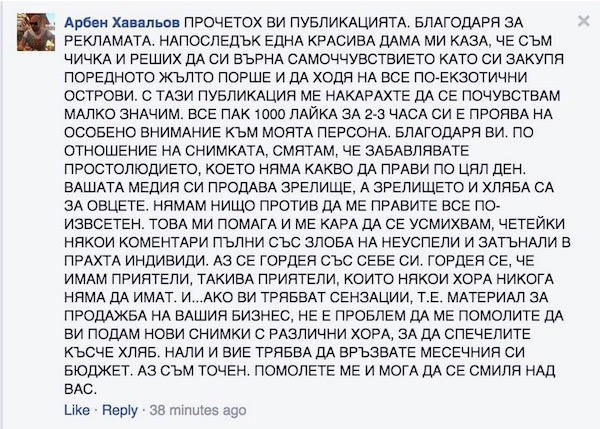 Арбен Хавальов ПРОЧЕТОХ ВИ ПУБЛИКАЦИЯТА. БЛАГОДАРЯ ЗА
РЕКЛАМАТА. НАПОСЛЕДЪК ЕДНА КРАСИВА ДАМА МИ КАЗА, ЧЕ СЪМ
ЧИЧКА И РЕШИХ ДА СИ ВЪРНА САМОЧЧУВСТВИЕТО КАТО СИ ЗАКУПЯ
ПОРЕДНОТО ЖЪЛТО ПОРШЕ И ДА ХОДЯ НА ВСЕ ПО-ЕКЗОТИЧНИ
ОСТРОВИ. С ТАЗИ ПУБЛИКАЦИЯ МЕ НАКАРАХТЕ ДА СЕ ПОЧУВСТВАМ
МАЛКО ЗНАЧИМ. ВСЕ ПАК 1000 ЛАЙКА ЗА 2-3 ЧАСА СИ Е ПРОЯВА НА
ОСОБЕНО ВНИМАНИЕ КЪМ МОЯТА ПЕРСОНА. БЛАГОДАРЯ ВИ. ПО
ОТНОШЕНИЕ НА СНИМКАТА, СМЯТАМ, ЧЕ ЗАБАВЛЯВАТЕ
ПРОСТОЛЮДИЕТО, КОЕТО НЯМА КАКВО ДА ПРАВИ ПО ЦЯЛ ДЕН.
ВАШАТА МЕДИЯ СИ ПРОДАВА ЗРЕЛИЩЕ, А ЗРЕЛИЩЕТО И ХЛЯБА СА
ЗА ОВЦЕТЕ. НЯМАМ НИЩО ПРОТИВ ДА МЕ ПРАВИТЕ ВСЕ ПО-
ИЗВСЕТЕН. ТОВА МИ ПОМАГА И МЕ КАРА ДА СЕ УСМИХВАМ, ЧЕТЕЙКИ
НЯКОИ КОМЕНТАРИ ПЪЛНИ СЪС ЗЛОБА НА НЕУСПЕЛИ И ЗАТЪНАЛИ В
ПРАХТА ИНДИВИДИ. АЗ СЕ ГОРДЕЯ СЪС СЕБЕ СИ. ГОРДЕЯ СЕ, ЧЕ
ИМАМ ПРИЯТЕЛИ, ТАКИВА ПРИЯТЕЛИ, КОИТО НЯКОИ ХОРА НИКОГА
НЯМА ДА ИМАТ. И...АКО ВИ ТРЯБВАТ СЕНЗАЦИИ, Т.Е. МАТЕРИАЛ ЗА
ПРОДАЖБА НА ВАШИЯ БИЗНЕС, НЕ Е ПРОБЛЕМ ДА МЕ ПОМОЛИТЕ ДА
ВИ ПОДАМ НОВИ СНИМКИ С РАЗЛИЧНИ ХОРА, ЗА ДА СПЕЧЕЛИТЕ
КЪСЧЕ ХЛЯБ. НАЛИ И ВИЕ ТРЯБВА ДА ВРЪЗВАТЕ МЕСЕЧНИЯ СИ
БЮДЖЕТ. АЗ СЪМ ТОЧЕН. ПОМОЛЕТЕ МЕ И МОГА ДА СЕ СМИЛЯ НАД
ВАС.
Like · Reply · 38 minutes ago